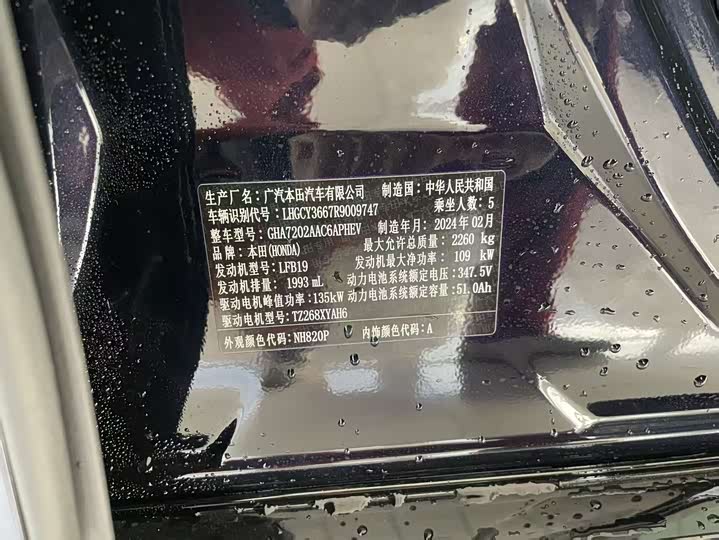 生产厂名：广汽本田汽车有限公司 制造国：中华人民共和国
车辆识别代号：LHGCY3667R9009747 乘坐人数：5
整车型号：GHA7202AAC6APHEV 制造年月：2024年02月
品牌：本田(HONDA) 最大允许总质量：2260 kg
发动机型号：LFB19 发动机最大净功率：109 kW
发动机排量：1993 mL 动力电池系统额定电压：347.5V
驱动电机峰值功率：135kW 动力电池系统额定容量：51.0Ah
驱动电机型号：TZ268XYAH6
外观颜色代码：NH820P 内饰颜色代码：A